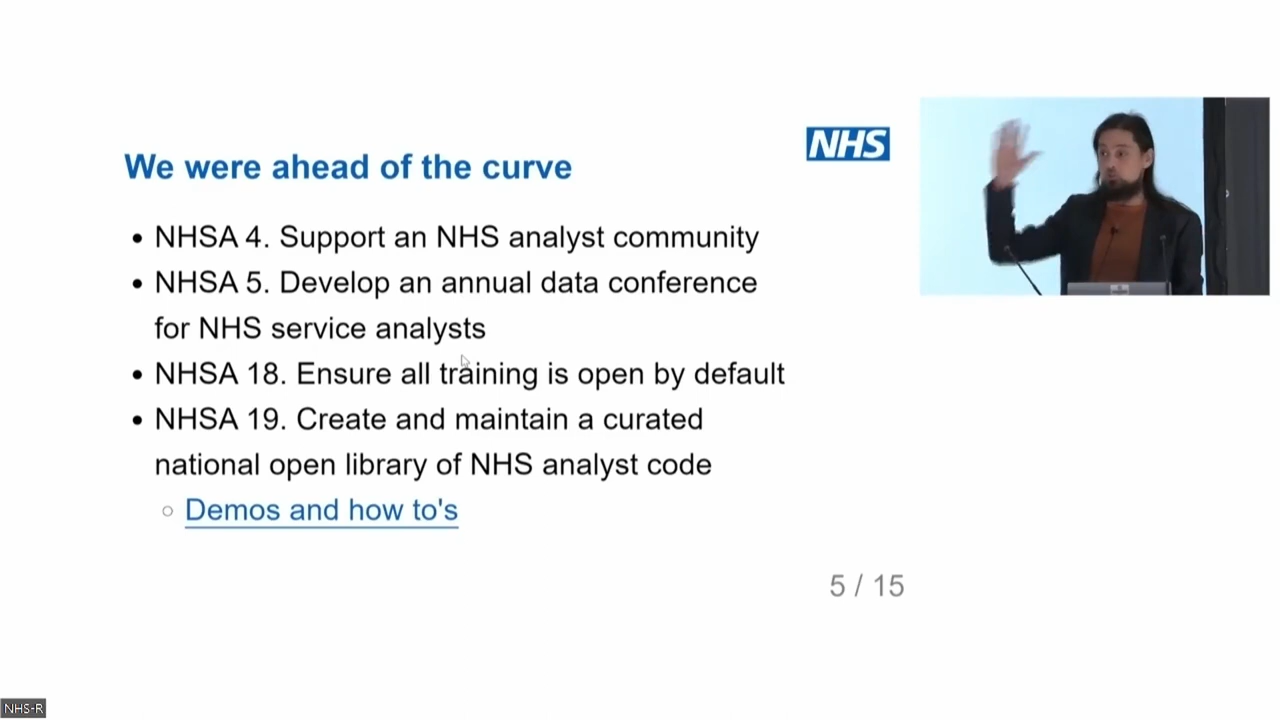 NHS
We were ahead of the curve
NHSA 4. Support an NHS analyst community
NHSA 5. Develop an annual data conference
for NHS service analysts
NHSA 18. Ensure all training is open by default
NHSA 19. Create and maintain a curated
national open library of NHS analyst code
Demos and how to's
5 / 15
NHS-R